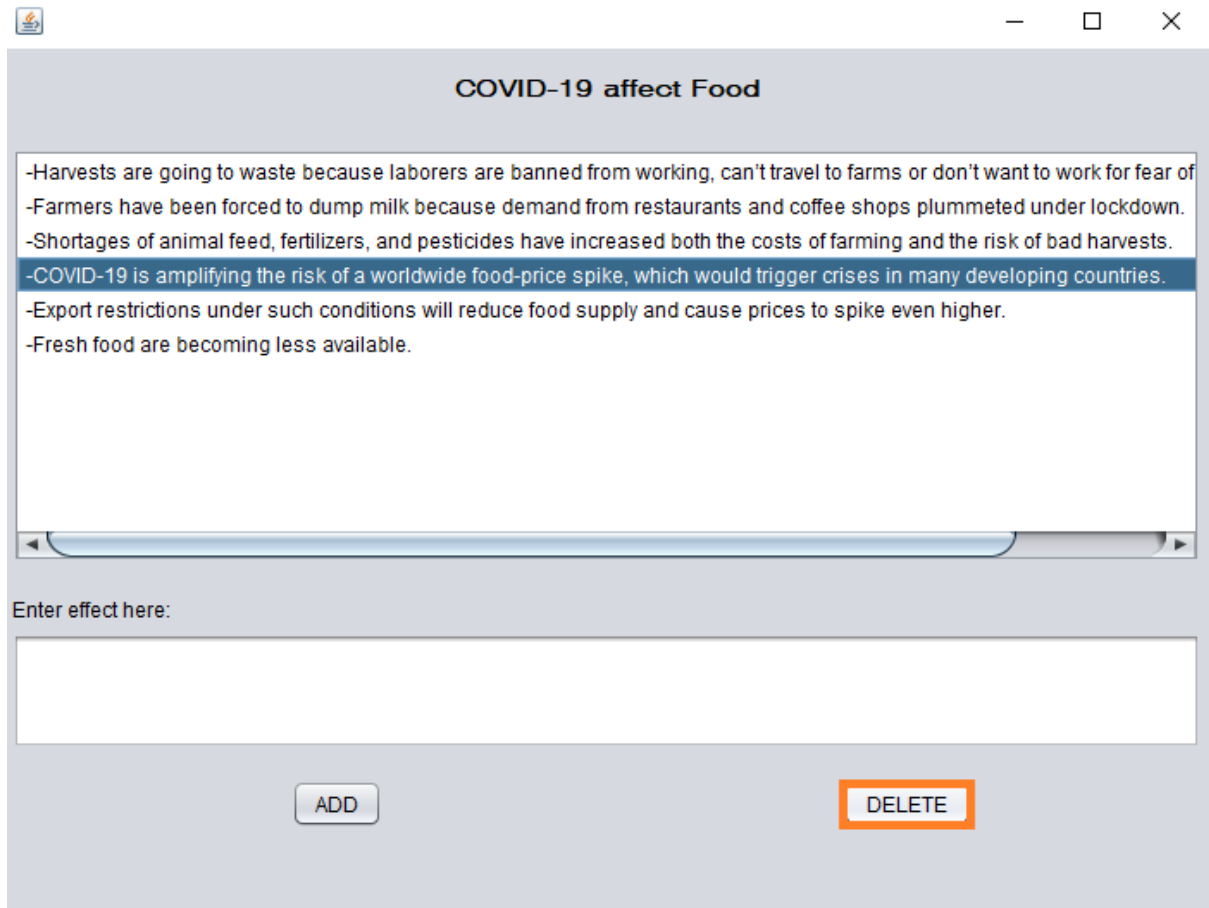 COVID-19 affect Food
-Harvests are going to waste because laborers are banned from working, can’t travel to farms or don’t want to work for fear of
-Farmers have been forced to dump milk because demand from restaurants and coffee shops plummeted under lockdown.
-Shortages of animal feed, fertilizers, and pesticides have increased both the costs of farming and the risk of bad harvests.
-COVID-19 is amplifying the risk of a worldwide food-price spike, which would trigger crises in many developing countries.
-Export restrictions under such conditions will reduce food supply and cause prices to spike even higher.
-Fresh food are becoming less available.
Enter effect here:
ADD
DELETE